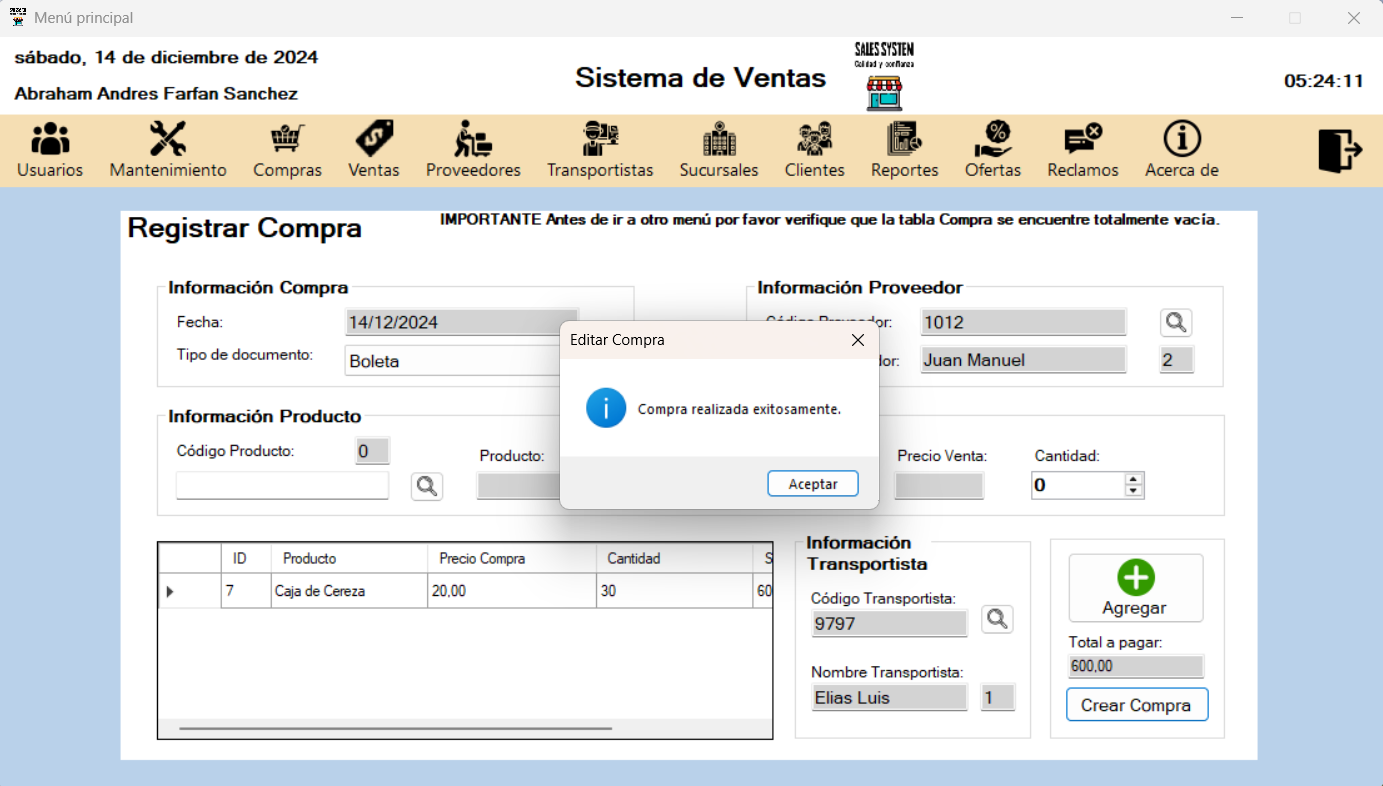 Menú principal
sábado, 14 de diciembre de 2024
Abraham Andres Farfan Sanchez
Sistema de Ventas
SALES SYSTEM
Calidad y confianza
05:24:11
Usuarios
Mantenimiento
Compras
Ventas
Proveedores
Transportistas
Sucursales
Clientes
Reportes
Ofertas
Reclamos
Acerca de
Registrar Compra
IMPORTANTE Antes de ir a otro menú por favor verifique que la tabla Compra se encuentre totalmente vacía.
Información Compra
Fecha:
14/12/2024
Tipo de documento:
Boleta
Información Proveedor
1012
Juan Manuel
2
Editar Compra
Compra realizada exitosamente.
Aceptar
Información Producto
Código Producto:
0
Producto:
Precio Venta:
Cantidad:
0
ID Producto Precio Compra Cantidad S
7 Caja de Cereza 20,00 30 60
Información
Transportista
Código Transportista:
9797
Nombre Transportista:
Elias Luis
1
Agregar
Total a pagar:
600,00
Crear Compra